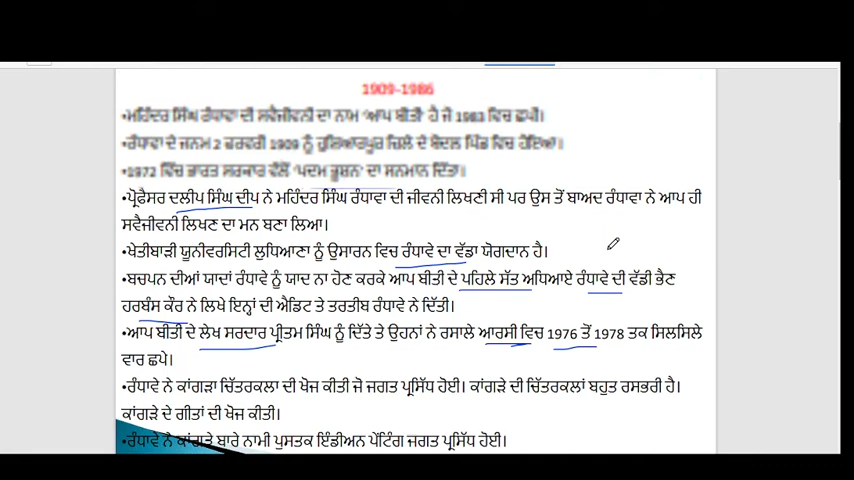 1909-1986
•ਮਹਿੰਦਰ ਸਿੰਘ ਰੰਧਾਵਾ ਦੀ ਸਵੈਜੀਵਨੀ ਦਾ ਨਾਮ 'ਆਪ ਬੀਤੀ' ਹੈ ਜੋ 1983 ਵਿਚ ਛਪੀ।
•ਰੰਧਾਵਾ ਦੇ ਜਨਮ 2 ਫਰਵਰੀ 1909 ਨੂੰ ਹੁਸ਼ਿਆਰਪੁਰ ਜ਼ਿਲੇ ਦੇ ਬੋਦਲ ਪਿੰਡ ਵਿਚ ਹੋਇਆ।
•1972 ਵਿੱਚ ਭਾਰਤ ਸਰਕਾਰ ਵੱਲੋਂ 'ਪਦਮ ਭੂਸ਼ਨ' ਦਾ ਸਨਮਾਨ ਦਿੱਤਾ।
•ਪ੍ਰੋਫੈਸਰ ਦਲੀਪ ਸਿੰਘ ਦੀਪ ਨੇ ਮਹਿੰਦਰ ਸਿੰਘ ਰੰਧਾਵਾ ਦੀ ਜੀਵਨੀ ਲਿਖਣੀ ਸੀ ਪਰ ਉਸ ਤੋਂ ਬਾਅਦ ਰੰਧਾਵਾ ਨੇ ਆਪ ਹੀ
ਸਵੈਜੀਵਨੀ ਲਿਖਣ ਦਾ ਮਨ ਬਣਾ ਲਿਆ।
•ਖੇਤੀਬਾੜੀ ਯੂਨੀਵਰਸਿਟੀ ਲੁਧਿਆਣਾ ਨੂੰ ਉਸਾਰਨ ਵਿਚ ਰੰਧਾਵੇ ਦਾ ਵੱਡਾ ਯੋਗਦਾਨ ਹੈ।
•ਬਚਪਨ ਦੀਆਂ ਯਾਦਾਂ ਰੰਧਾਵੇ ਨੂੰ ਯਾਦ ਨਾ ਹੋਣ ਕਰਕੇ ਆਪ ਬੀਤੀ ਦੇ ਪਹਿਲੇ ਸੱਤ ਅਧਿਆਏ ਰੰਧਾਵੇ ਦੀ ਵੱਡੀ ਭੈਣ
ਹਰਬੰਸ ਕੌਰ ਨੇ ਲਿਖੇ ਇਨ੍ਹਾਂ ਦੀ ਐਡਿਟ ਤੇ ਤਰਤੀਬ ਰੰਧਾਵੇ ਨੇ ਦਿੱਤੀ।
•ਆਪ ਬੀਤੀ ਦੇ ਲੇਖ ਸਰਦਾਰ ਪ੍ਰੀਤਮ ਸਿੰਘ ਨੂੰ ਦਿੱਤੇ ਤੇ ਉਹਨਾਂ ਨੇ ਰਸਾਲੇ ਆਰਸੀ ਵਿਚ 1976 ਤੋਂ 1978 ਤਕ ਸਿਲਸਿਲੇ
ਵਾਰ ਛਪੇ।
•ਰੰਧਾਵੇ ਨੇ ਕਾਂਗੜਾ ਚਿੱਤਰਕਲਾ ਦੀ ਖੋਜ ਕੀਤੀ ਜੋ ਜਗਤ ਪ੍ਰਸਿੱਧ ਹੋਈ। ਕਾਂਗੜੇ ਦੀ ਚਿੱਤਰਕਲਾਂ ਬਹੁਤ ਰਸਭਰੀ ਹੈ।
ਕਾਂਗੜੇ ਦੇ ਗੀਤਾਂ ਦੀ ਖੋਜ ਕੀਤੀ।
•ਰੰਧਾਵੇ ਨੇ ਕਾਂਗੜੇ ਬਾਰੇ ਨਾਮੀ ਪੁਸਤਕ ਇੰਡੀਅਨ ਪੇਂਟਿੰਗ ਜਗਤ ਪ੍ਰਸਿੱਧ ਹੋਈ।